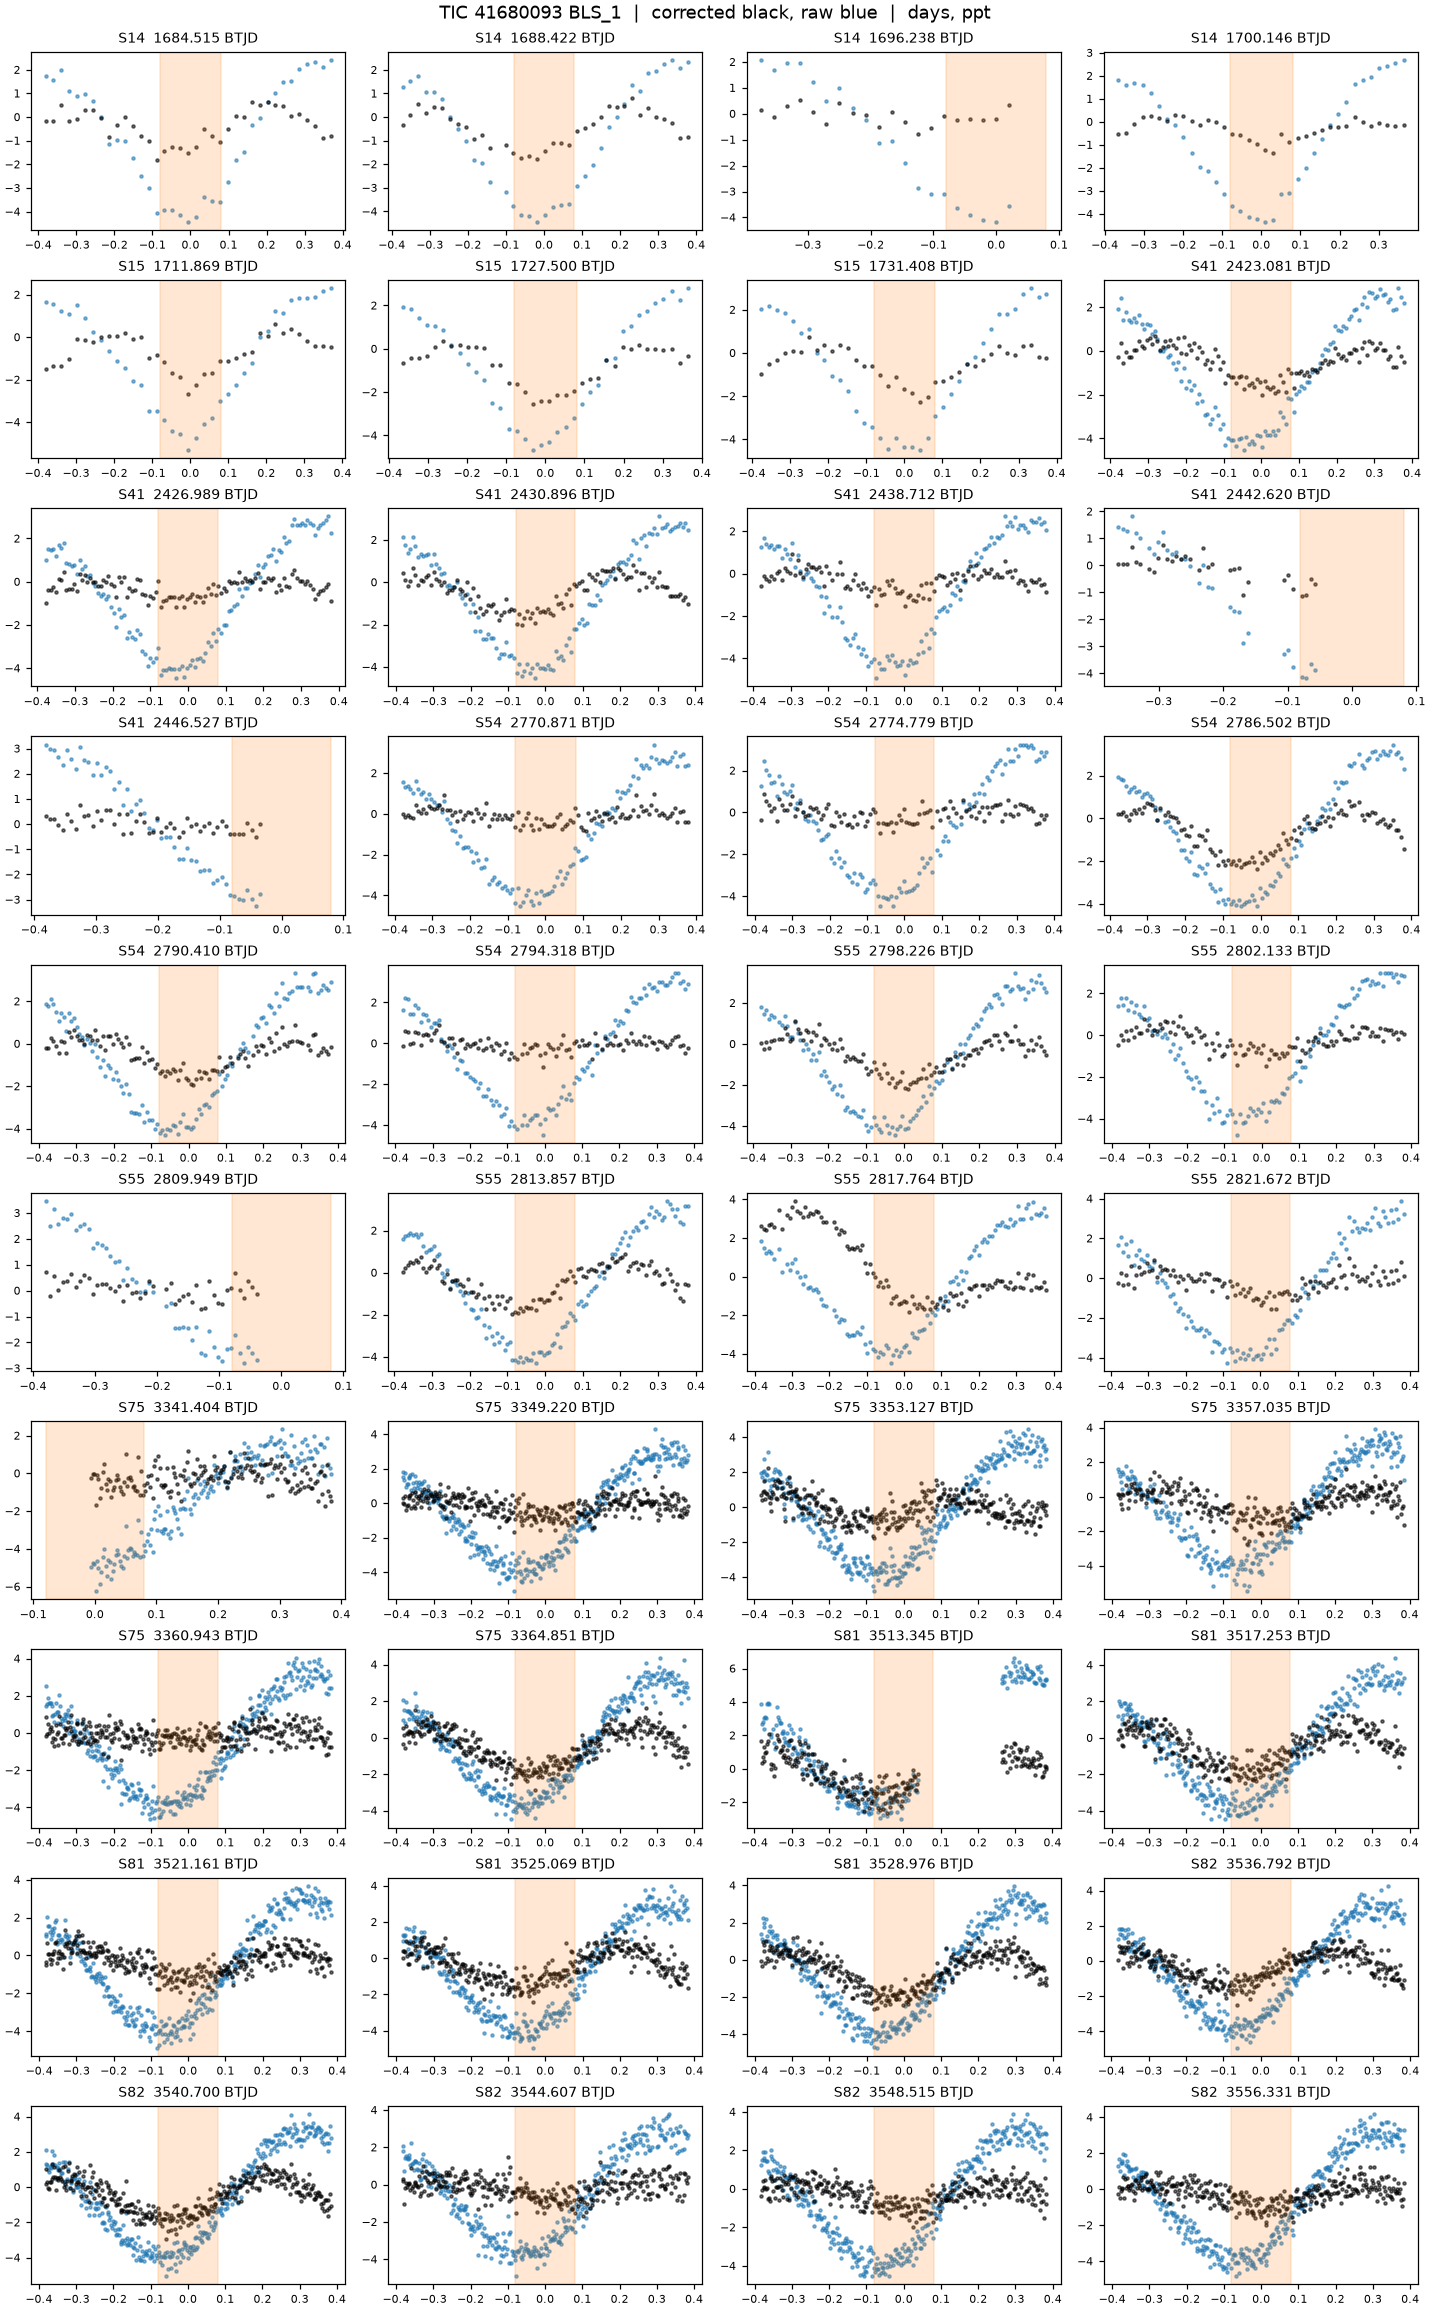 TIC 41680093 BLS_1 | corrected black, raw blue | days, ppt
S14 1684.515 BTJD
S14 1688.422 BTJD
S14 1696.238 BTJD
S14 1700.146 BTJD
S15 1711.869 BTJD
S15 1727.500 BTJD
S15 1731.408 BTJD
S41 2423.081 BTJD
S41 2426.989 BTJD
S41 2430.896 BTJD
S41 2438.712 BTJD
S41 2442.620 BTJD
S41 2446.527 BTJD
S54 2770.871 BTJD
S54 2774.779 BTJD
S54 2786.502 BTJD
S54 2790.410 BTJD
S54 2794.318 BTJD
S55 2798.226 BTJD
S55 2802.133 BTJD
S55 2809.949 BTJD
S55 2813.857 BTJD
S55 2817.764 BTJD
S55 2821.672 BTJD
S75 3341.404 BTJD
S75 3349.220 BTJD
S75 3353.127 BTJD
S75 3357.035 BTJD
S75 3360.943 BTJD
S75 3364.851 BTJD
S81 3513.345 BTJD
S81 3517.253 BTJD
S81 3521.161 BTJD
S81 3525.069 BTJD
S81 3528.976 BTJD
S82 3536.792 BTJD
S82 3540.700 BTJD
S82 3544.607 BTJD
S82 3548.515 BTJD
S82 3556.331 BTJD